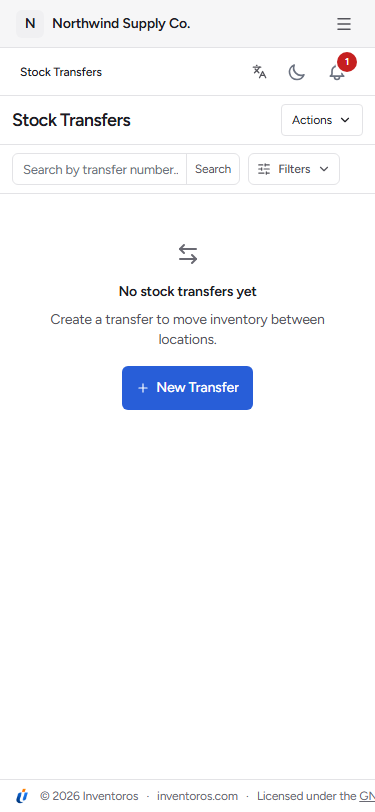 N Northwind Supply Co.
Stock Transfers
1
Stock Transfers
Actions
Search by transfer number..
Search
Filters
No stock transfers yet
Create a transfer to move inventory between
locations.
+ New Transfer
© 2026 Inventoros · inventoros.com · Licensed under the GN